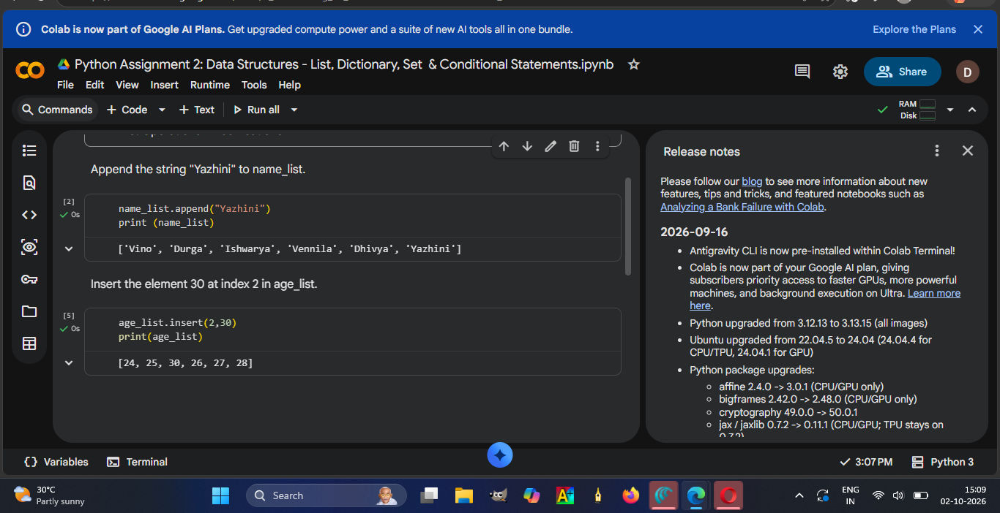 Colab is now part of Google AI Plans. Get upgraded compute power and a suite of new AI tools all in one bundle.
Explore the Plans
Python Assignment 2: Data Structures - List, Dictionary, Set & Conditional Statements.ipynb
File Edit View Insert Runtime Tools Help
Share
D
Commands + Code + Text Run all
RAM
Disk
Append the string "Yazhini" to name_list.
[2]
0s
name_list.append("Yazhini")
print (name_list)
['Vino', 'Durga', 'Ishwarya', 'Vennila', 'Dhivya', 'Yazhini']
Insert the element 30 at index 2 in age_list.
[5]
0s
age_list.insert(2,30)
print(age_list)
[24, 25, 30, 26, 27, 28]
Release notes
Please follow our blog to see more information about new
features, tips and tricks, and featured notebooks such as
Analyzing a Bank Failure with Colab.
2026-09-16
• Antigravity CLI is now pre-installed within Colab Terminal!
• Colab is now part of your Google AI plan, giving
subscribers priority access to faster GPUs, more powerful
machines, and background execution on Ultra. Learn more
here.
• Python upgraded from 3.12.13 to 3.13.15 (all images)
• Ubuntu upgraded from 22.04.5 to 24.04 (24.04.4 for
CPU/TPU, 24.04.1 for GPU)
• Python package upgrades:
◦ affine 2.4.0 -> 3.0.1 (CPU/GPU only)
◦ bigframes 2.42.0 -> 2.48.0 (CPU/GPU only)
◦ cryptography 49.0.0 -> 50.0.1
◦ jax / jaxlib 0.7.2 -> 0.11.1 (CPU/GPU; TPU stays on
Variables Terminal
3:07 PM Python 3
30°C
Partly sunny
Search
ENG
IN
15:09
02-10-2026